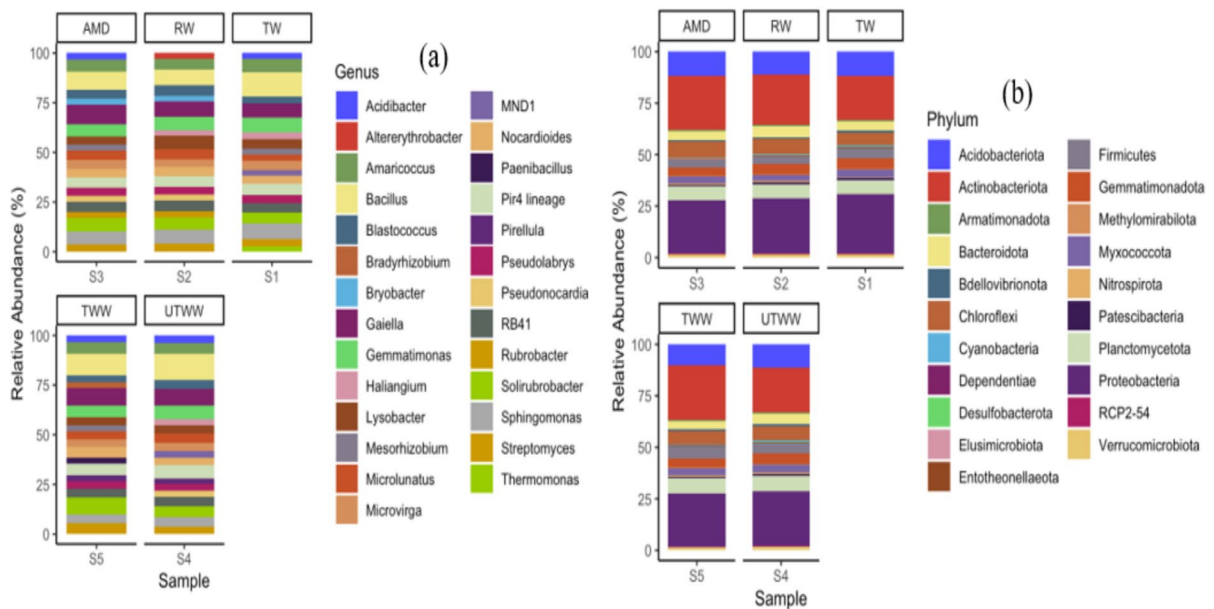 AMD RW TW
(a)
Relative Abundance (%)
100
75
50
25
0
S3 S2 S1
TWW UTWW
100
75
50
25
0
S5 S4
Sample
Genus
Acidibacter
Altererythrobacter
Amaricoccus
Bacillus
Blastococcus
Bradyrhizobium
Bryobacter
Gaiella
Gemmatimonas
Haliangium
Lysobacter
Mesorhizobium
Microlunatus
Microvirga
MND1
Nocardioides
Paenibacillus
Pir4 lineage
Pirellula
Pseudolabrys
Pseudonocardia
RB41
Rubrobacter
Solirubrobacter
Sphingomonas
Streptomyces
Thermomonas
AMD RW TW
(b)
Relative Abundance (%)
100
75
50
25
0
S3 S2 S1
TWW UTWW
Relative Abundance (%)
100
75
50
25
0
S5 S4
Sample
Phylum
Acidobacteriota
Actinobacteriota
Armatimonadota
Bacteroidota
Bdellovibrionota
Chloroflexi
Cyanobacteria
Dependentiae
Desulfobacterota
Elusimicrobiota
Entotheonellaeota
Firmicutes
Gemmatimonadota
Methylomirabilota
Myxococcota
Nitrospirota
Patescibacteria
Planctomycetota
Proteobacteria
RCP2-54
Verrucomicrobiota